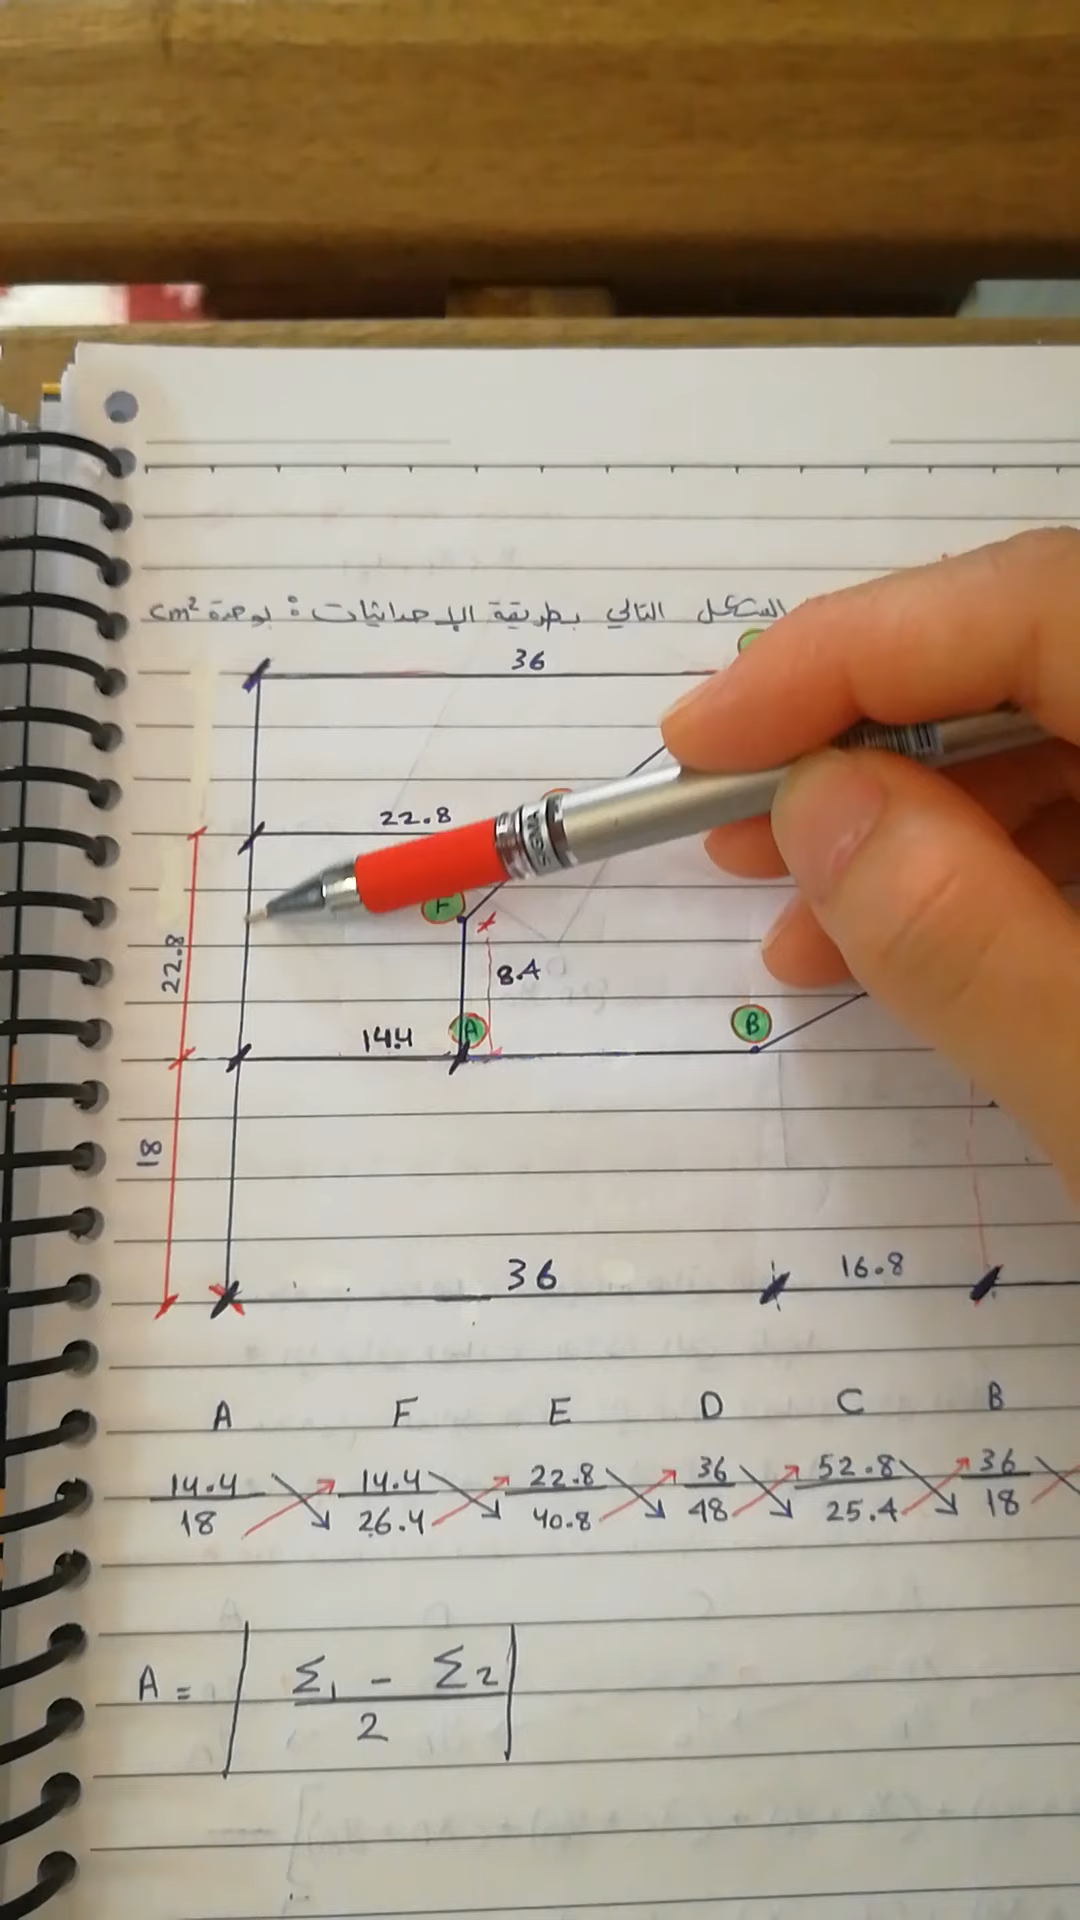 الشكل التالي بطريقة الإحداثيات : بوحدة cm²
36
22.8
F
22.8
8.4
14.4
A
B
18
36
16.8
A F E D C B
14.4 14.4 22.8 36 52.8 36
18 26.4 40.8 48 25.4 18
A = | Σ1 - Σ2 |
2